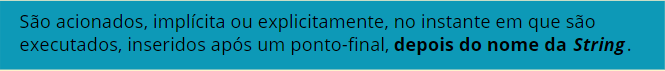 São acionados, implícita ou explicitamente, no instante em que são
executados, inseridos após um ponto-final, depois do nome da String.